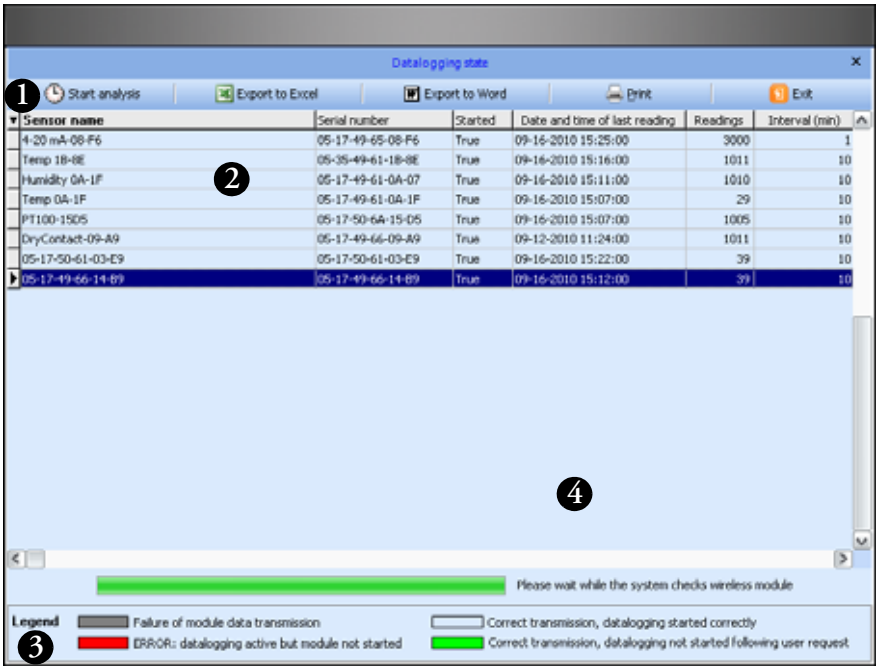 Datalogging state ×
1 Start analysis Export to Excel Export to Word Print Exit
Sensor name Serial number Started Date and time of last reading Readings Interval (min)
4-20 mA-08-F6 05-17-49-65-08-F6 True 09-16-2010 15:25:00 3000 1
Temp 1B-8E 05-35-49-61-1B-8E True 09-16-2010 15:16:00 1011 10
Humidity 0A-1F 05-17-49-61-0A-07 True 09-16-2010 15:11:00 1010 10
2
Temp 0A-1F 05-17-49-61-0A-1F True 09-16-2010 15:07:00 29 10
PT100-15D5 05-17-50-6A-15-D5 True 09-16-2010 15:07:00 1005 10
DryContact-09-A9 05-17-49-66-09-A9 True 09-12-2010 11:24:00 1011 10
05-17-50-61-03-E9 05-17-50-61-03-E9 True 09-16-2010 15:22:00 39 10
05-17-49-66-14-B9 05-17-49-66-14-B9 True 09-16-2010 15:12:00 39 10
4
Please wait while the system checks wireless module
Legend Failure of module data transmission Correct transmission, datalogging started correctly
3 ERROR: datalogging active but module not started Correct transmission, datalogging not started following user request